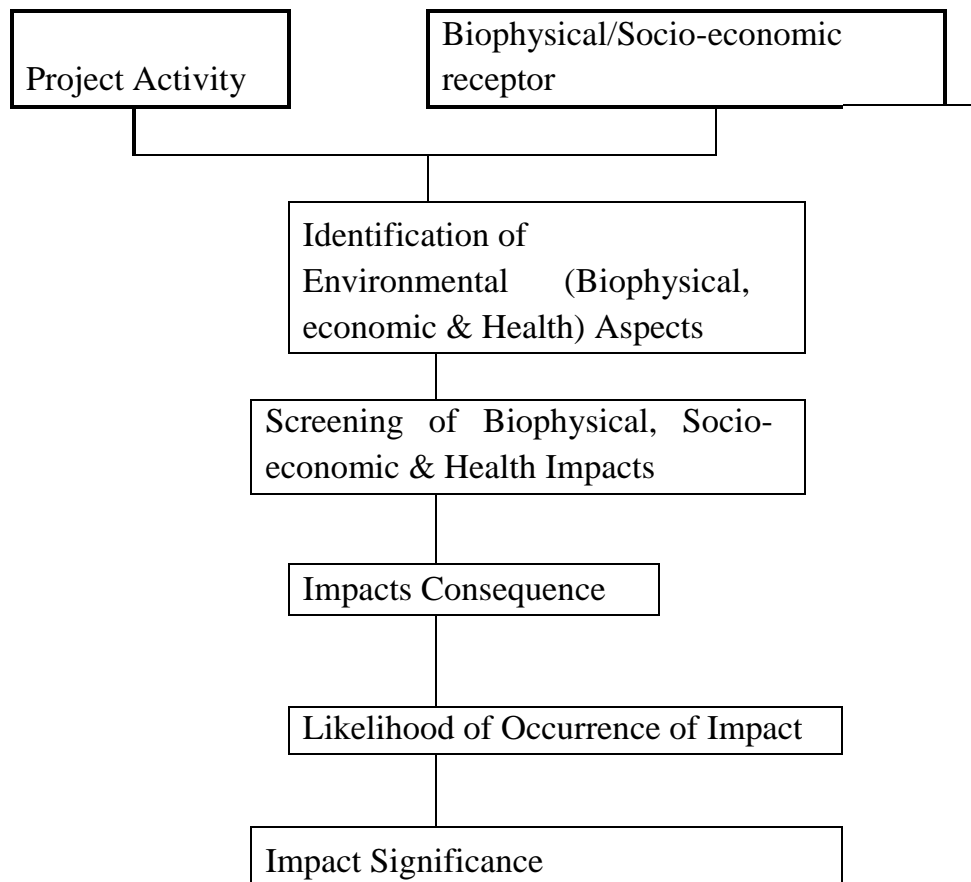 Project Activity
Biophysical/Socio-economic
receptor
Identification of
Environmental (Biophysical,
economic & Health) Aspects
Screening of Biophysical, Socio-
economic & Health Impacts
Impacts Consequence
Likelihood of Occurrence of Impact
Impact Significance